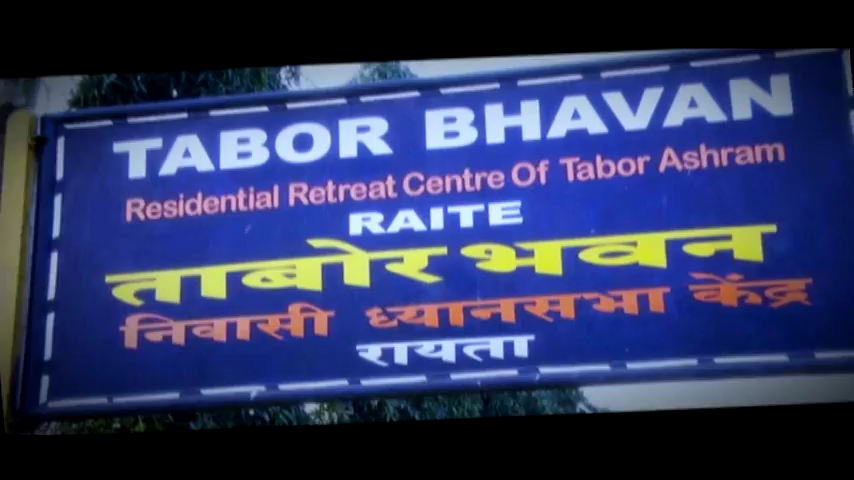 TABOR BHAVAN
Residential Retreat Centre Of Tabor Ashram
RAITE
ताबोर भवन
निवासी ध्यानसभा केंद्र
रायता